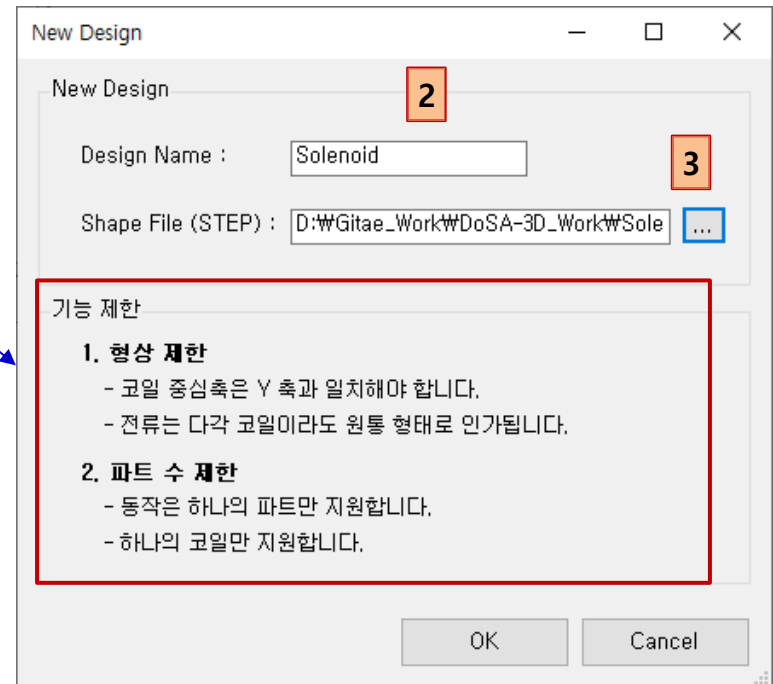 New Design
New Design
2
Design Name :
Solenoid
3
Shape File (STEP) :
D:₩Gitae_Work₩DoSA-3D_Work₩Sole
...
기능 제한
1. 형상 제한
- 코일 중심축은 Y 축과 일치해야 합니다.
- 전류는 다각 코일이라도 원통 형태로 인가됩니다.
2. 파트 수 제한
- 동작은 하나의 파트만 지원합니다.
- 하나의 코일만 지원합니다.
OK
Cancel